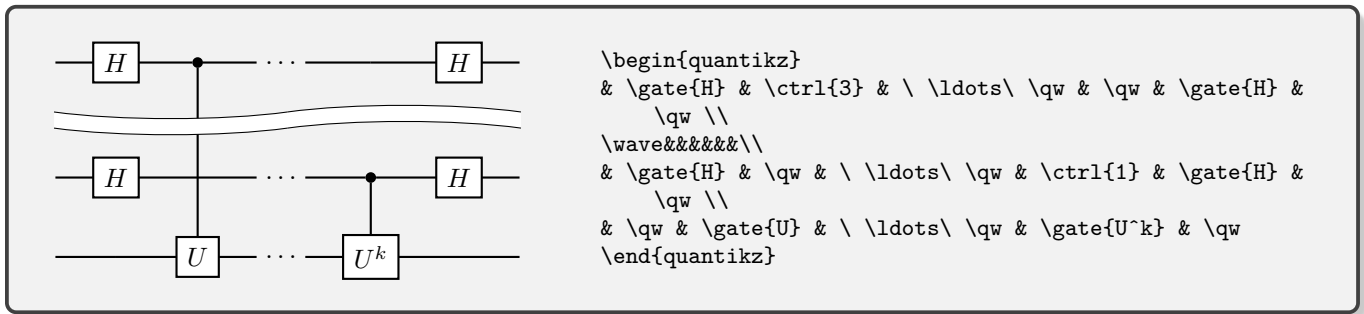 H ··· H
H ··· H
U ··· U^k
\begin{quantikz}
& \gate{H} & \ctrl{3} & \ \ldots\ \qw & \qw & \gate{H} &
\qw \\
\wave&&&&&&\\
& \gate{H} & \qw & \ \ldots\ \qw & \ctrl{1} & \gate{H} &
\qw \\
& \qw & \gate{U} & \ \ldots\ \qw & \gate{U^k} & \qw
\end{quantikz}